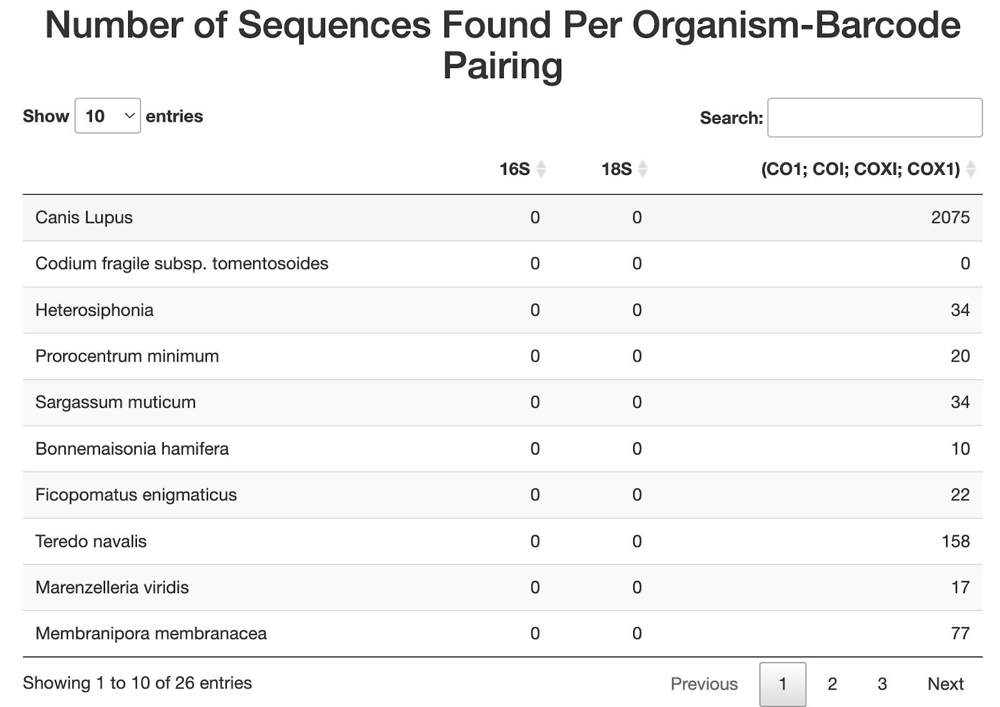 Number of Sequences Found Per Organism-Barcode
Pairing
Show 10 entries Search:
16S 18S (CO1; COI; COXI; COX1)
Canis Lupus 0 0 2075
Codium fragile subsp. tomentosoides 0 0 0
Heterosiphonia 0 0 34
Prorocentrum minimum 0 0 20
Sargassum muticum 0 0 34
Bonnemaisonia hamifera 0 0 10
Ficopomatus enigmaticus 0 0 22
Teredo navalis 0 0 158
Marenzelleria viridis 0 0 17
Membranipora membranacea 0 0 77
Showing 1 to 10 of 26 entries Previous 1 2 3 Next